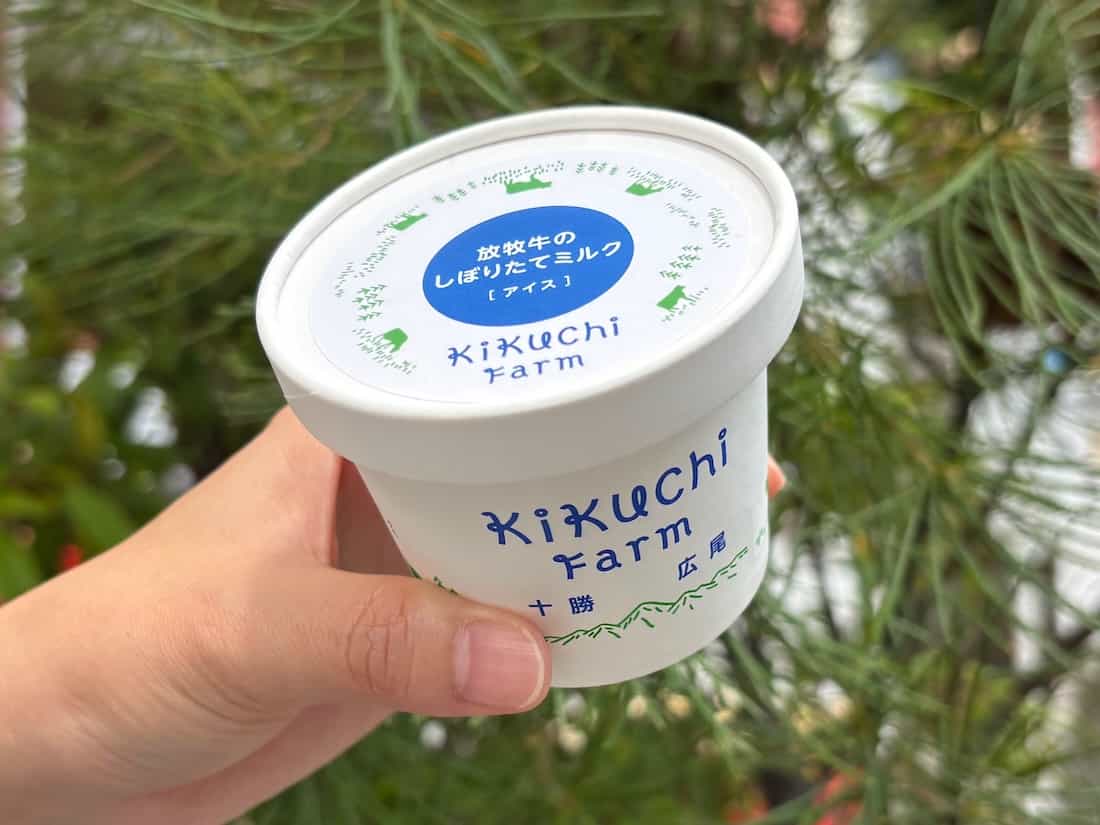 放牧牛の
しぼりたてミルク
[アイス]
KiKUChi
Farm
KiKUChi
Farm
十勝 広尾